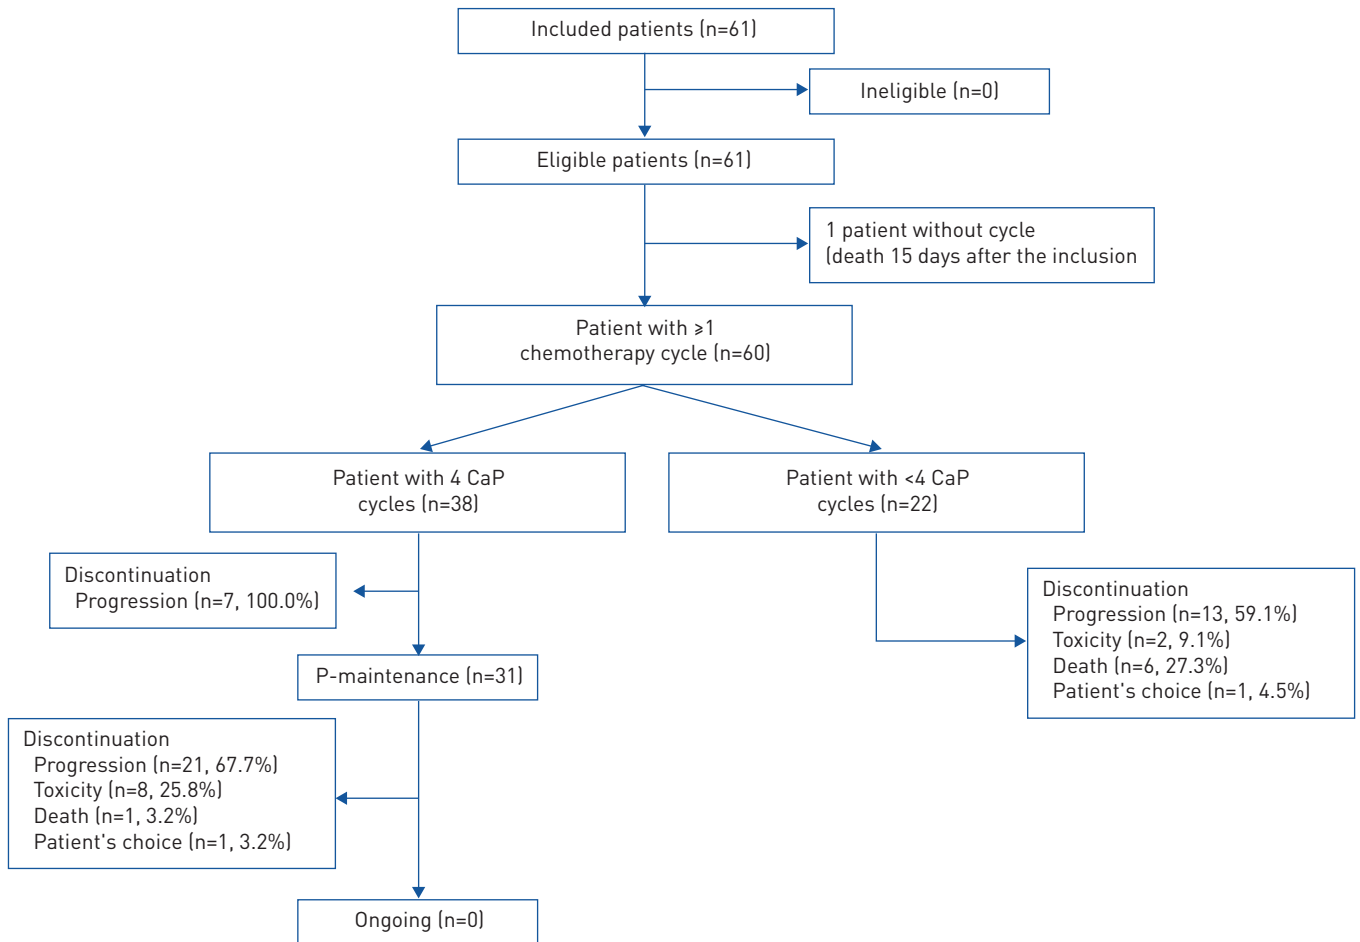 Included patients (n=61)
Ineligible (n=0)
Eligible patients (n=61)
1 patient without cycle
(death 15 days after the inclusion
Patient with ⩾1
chemotherapy cycle (n=60)
Patient with 4 CaP
cycles (n=38)
Patient with <4 CaP
cycles (n=22)
Discontinuation
Progression (n=7, 100.0%)
Discontinuation
Progression (n=13, 59.1%)
Toxicity (n=2, 9.1%)
Death (n=6, 27.3%)
Patient's choice (n=1, 4.5%)
P-maintenance (n=31)
Discontinuation
Progression (n=21, 67.7%)
Toxicity (n=8, 25.8%)
Death (n=1, 3.2%)
Patient's choice (n=1, 3.2%)
Ongoing (n=0)